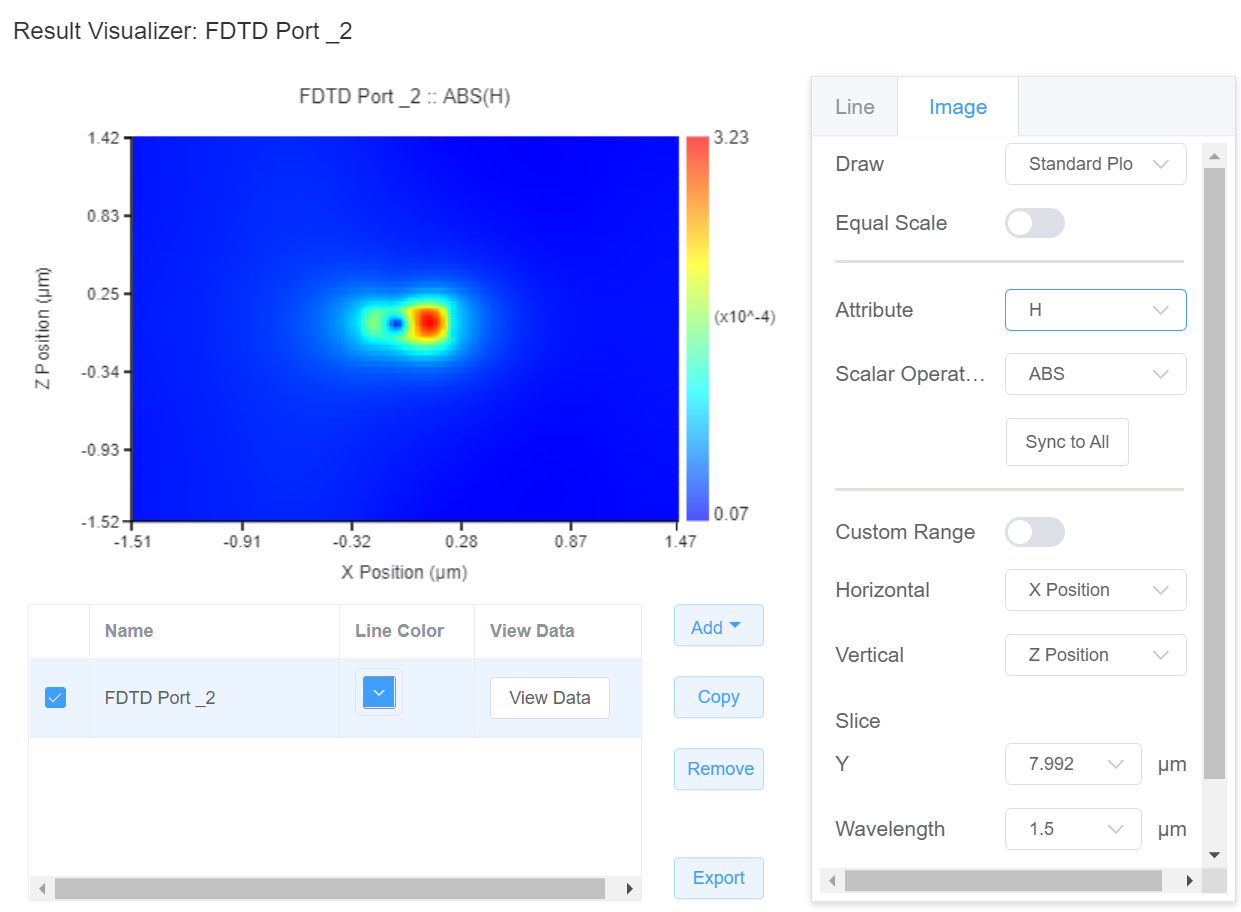 Result Visualizer: FDTD Port _2
FDTD Port _2 :: ABS(H)
1.42
0.83
0.25
-0.34
-0.93
-1.52
Z Position (µm)
-1.51 -0.91 -0.32 0.28 0.87 1.47
X Position (µm)
3.23
(x10^-4)
0.07
Name Line Color View Data
FDTD Port _2 View Data
Add
Copy
Remove
Export
Line Image
Draw Standard Plo
Equal Scale
Attribute H
Scalar Operat... ABS
Sync to All
Custom Range
Horizontal X Position
Vertical Z Position
Slice
Y 7.992 µm
Wavelength 1.5 µm